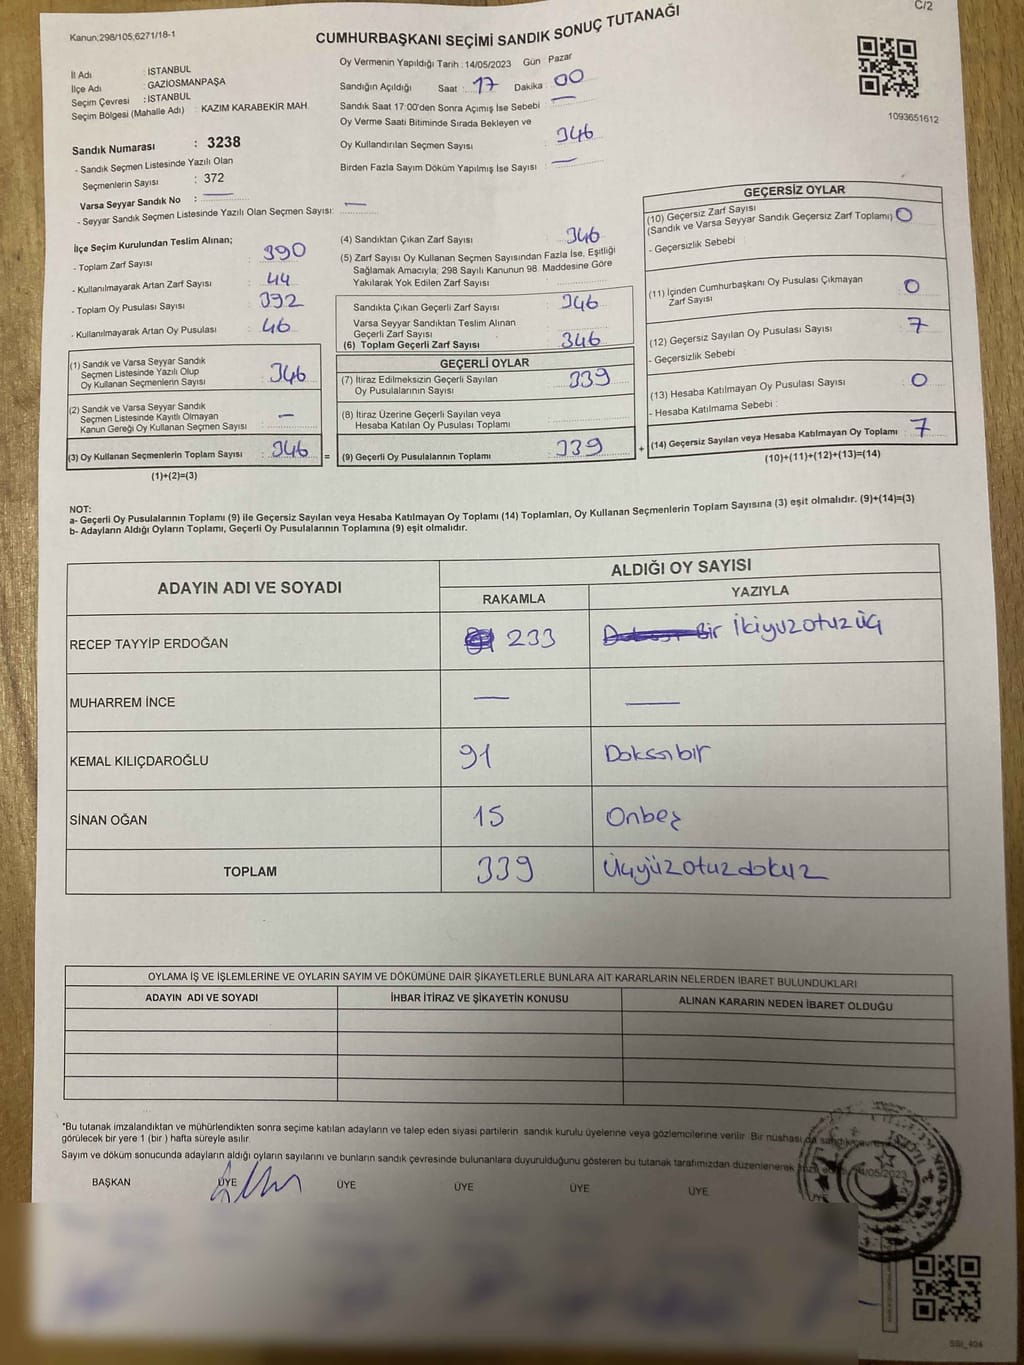 C/2
Kanun;298/105,6271/18-1
CUMHURBAŞKANI SEÇİMİ SANDIK SONUÇ TUTANAĞI
İl Adı : İSTANBUL
İlçe Adı : GAZİOSMANPAŞA
Seçim Çevresi : İSTANBUL
Seçim Bölgesi (Mahalle Adı) : KAZIM KARABEKİR MAH.
Sandık Numarası : 3238
- Sandık Seçmen Listesinde Yazılı Olan
Seçmenlerin Sayısı : 372
Varsa Seyyar Sandık No : —
- Seyyar Sandık Seçmen Listesinde Yazılı Olan Seçmen Sayısı: —
Oy Vermenin Yapıldığı Tarih :14/05/2023 Gün : Pazar
Sandığın Açıldığı Saat : 17 Dakika : 00
Sandık Saat 17:00'den Sonra Açımış İse Sebebi : —
Oy Verme Saati Bitiminde Sırada Bekleyen ve
Oy Kullandırılan Seçmen Sayısı : 346
Birden Fazla Sayım Döküm Yapılmış İse Sayısı : —
1093651612
İlçe Seçim Kurulundan Teslim Alınan;
- Toplam Zarf Sayısı : 390
- Kullanılmayarak Artan Zarf Sayısı : 44
- Toplam Oy Pusulası Sayısı : 392
- Kullanılmayarak Artan Oy Pusulası : 46
(1) Sandık ve Varsa Seyyar Sandık
Seçmen Listesinde Yazılı Olup
Oy Kullanan Seçmenlerin Sayısı : 346
(2) Sandık ve Varsa Seyyar Sandık
Seçmen Listesinde Kayıtlı Olmayan
Kanun Gereği Oy Kullanan Seçmen Sayısı : —
(3) Oy Kullanan Seçmenlerin Toplam Sayısı : 346 =
(1)+(2)=(3)
(4) Sandıktan Çıkan Zarf Sayısı : 346
(5) Zarf Sayısı Oy Kullanan Seçmen Sayısından Fazla İse, Eşitliği
Sağlamak Amacıyla; 298 Sayılı Kanunun 98. Maddesine Göre
Yakılarak Yok Edilen Zarf Sayısı :
Sandıkta Çıkan Geçerli Zarf Sayısı : 346
Varsa Seyyar Sandıktan Teslim Alınan
Geçerli Zarf Sayısı :
(6) Toplam Geçerli Zarf Sayısı : 346
GEÇERLİ OYLAR
(7) İtiraz Edilmeksizin Geçerli Sayılan
Oy Pusulalarının Sayısı : 339
(8) İtiraz Üzerine Geçerli Sayılan veya
Hesaba Katılan Oy Pusulası Toplamı :
(9) Geçerli Oy Pusulalarının Toplamı : 339 +
GEÇERSİZ OYLAR
(10) Geçersiz Zarf Sayısı
(Sandık ve Varsa Seyyar Sandık Geçersiz Zarf Toplamı) : 0
- Geçersizlik Sebebi :
(11) İçinden Cumhurbaşkanı Oy Pusulası Çıkmayan
Zarf Sayısı : 0
(12) Geçersiz Sayılan Oy Pusulası Sayısı : 7
- Geçersizlik Sebebi :
(13) Hesaba Katılmayan Oy Pusulası Sayısı : 0
- Hesaba Katılmama Sebebi :
(14) Geçersiz Sayılan veya Hesaba Katılmayan Oy Toplamı : 7
(10)+(11)+(12)+(13)=(14)
NOT:
a- Geçerli Oy Pusulalarının Toplamı (9) ile Geçersiz Sayılan veya Hesaba Katılmayan Oy Toplamı (14) Toplamları, Oy Kullanan Seçmenlerin Toplam Sayısına (3) eşit olmalıdır. (9)+(14)=(3)
b- Adayların Aldığı Oyların Toplamı, Geçerli Oy Pusulalarının Toplamına (9) eşit olmalıdır.
ADAYIN ADI VE SOYADI ALDIĞI OY SAYISI
RAKAMLA YAZIYLA
RECEP TAYYİP ERDOĞAN 233 Bir İkiyuzotuzüç
MUHARREM İNCE — —
KEMAL KILIÇDAROĞLU 91 Doksanbir
SİNAN OĞAN 15 Onbeş
TOPLAM 339 Üçyüzotuzdokuz
OYLAMA İŞ VE İŞLEMLERİNE VE OYLARIN SAYIM VE DÖKÜMÜNE DAİR ŞİKAYETLERLE BUNLARA AİT KARARLARIN NELERDEN İBARET BULUNDUKLARI
ADAYIN ADI VE SOYADI İHBAR İTİRAZ VE ŞİKAYETİN KONUSU ALINAN KARARIN NEDEN İBARET OLDUĞU
*Bu tutanak imzalandıktan ve mühürlendikten sonra seçime katılan adayların ve talep eden siyasi partilerin sandık kurulu üyelerine veya gözlemcilerine verilir. Bir nüshası da sandık
görülecek bir yere 1 (bir ) hafta süreyle asılır.
Sayım ve döküm sonucunda adayların aldığı oyların sayılarını ve bunların sandık çevresinde bulunanlara duyurulduğunu gösteren bu tutanak tarafımızdan düzenlenerek 14/05/2023
BAŞKAN ÜYE ÜYE ÜYE ÜYE ÜYE ÜYE